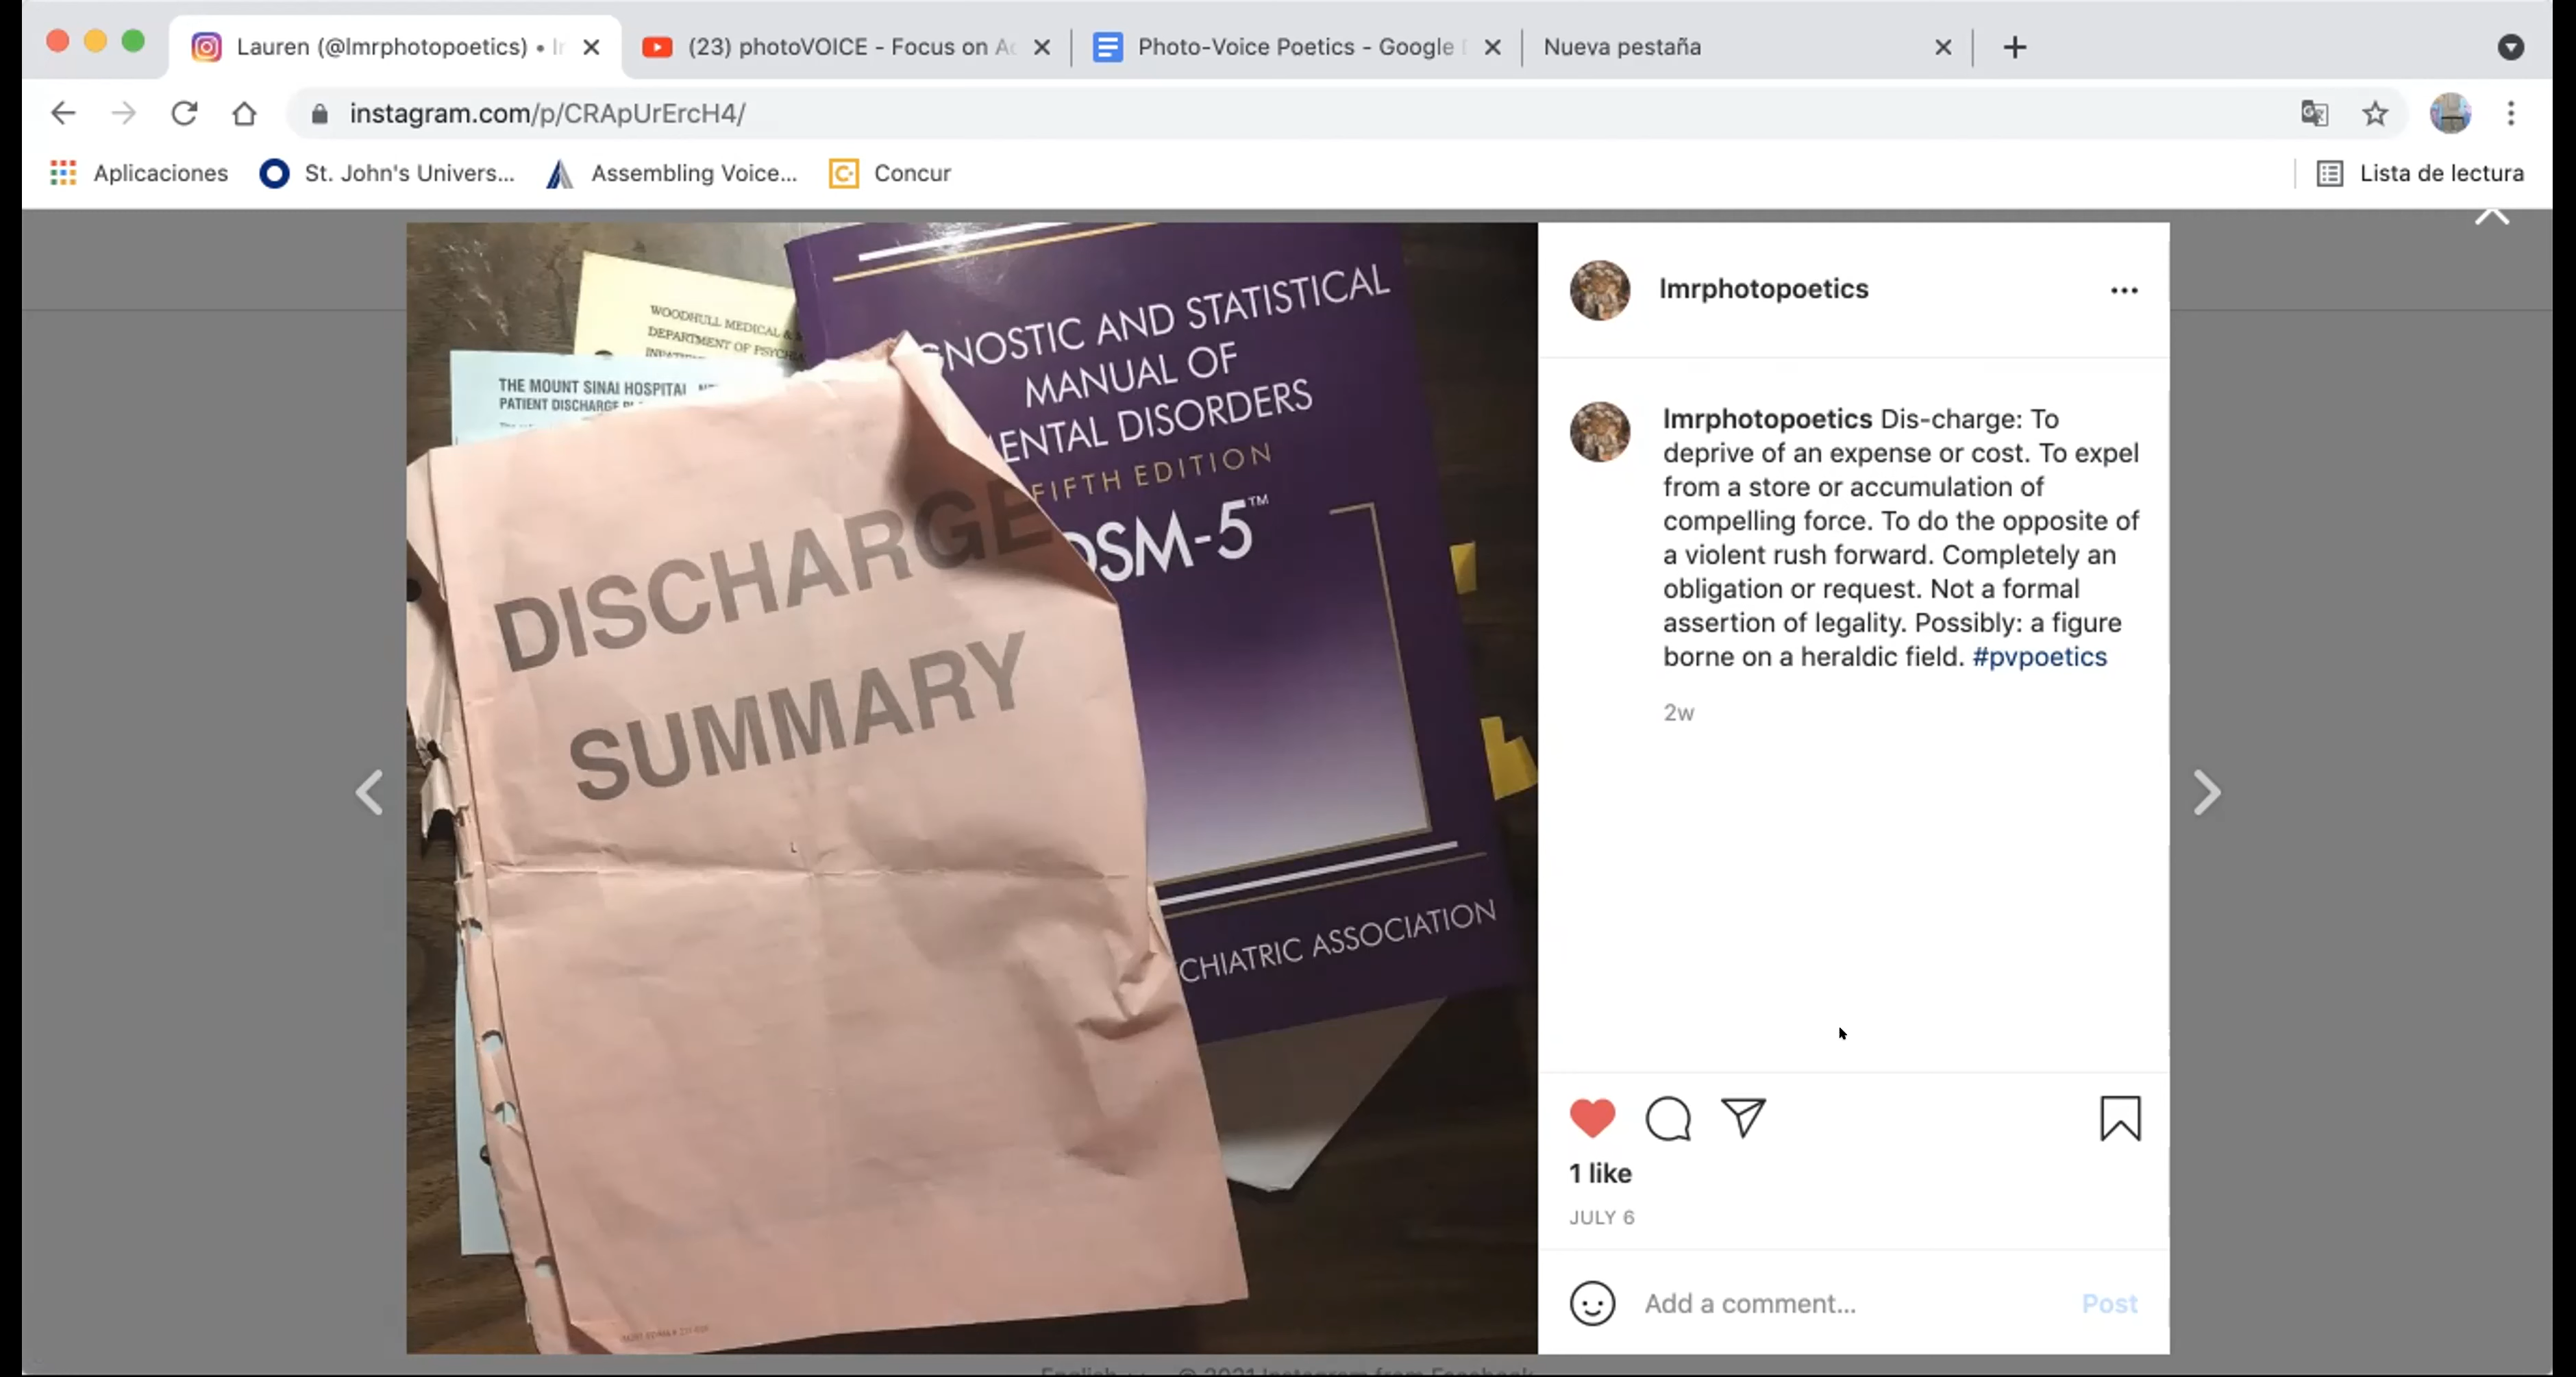 Lauren (@lmrphotopoetics) •
(23) photoVOICE - Focus on
Photo-Voice Poetics - Google
Nueva pestaña
instagram.com/p/CRApUrErcH4/
Aplicaciones
St. John's Univers...
Assembling Voice...
Concur
Lista de lectura
WOODHULL MEDICAL &
DEPARTMENT OF
THE MOUNT SINAI HOSPITAL
PATIENT DISCHARGE
GNOSTIC AND STATISTICAL
MANUAL OF
ENTAL DISORDERS
FIFTH EDITION
DSM-5™
DISCHARGE
SUMMARY
CHIATRIC ASSOCIATION
lmrphotopoetics
lmrphotopoetics Dis-charge: To
deprive of an expense or cost. To expel
from a store or accumulation of
compelling force. To do the opposite of
a violent rush forward. Completely an
obligation or request. Not a formal
assertion of legality. Possibly: a figure
borne on a heraldic field. #pvpoetics
2w
1 like
JULY 6
Add a comment...
Post
English
© 2021 Instagram from Facebook